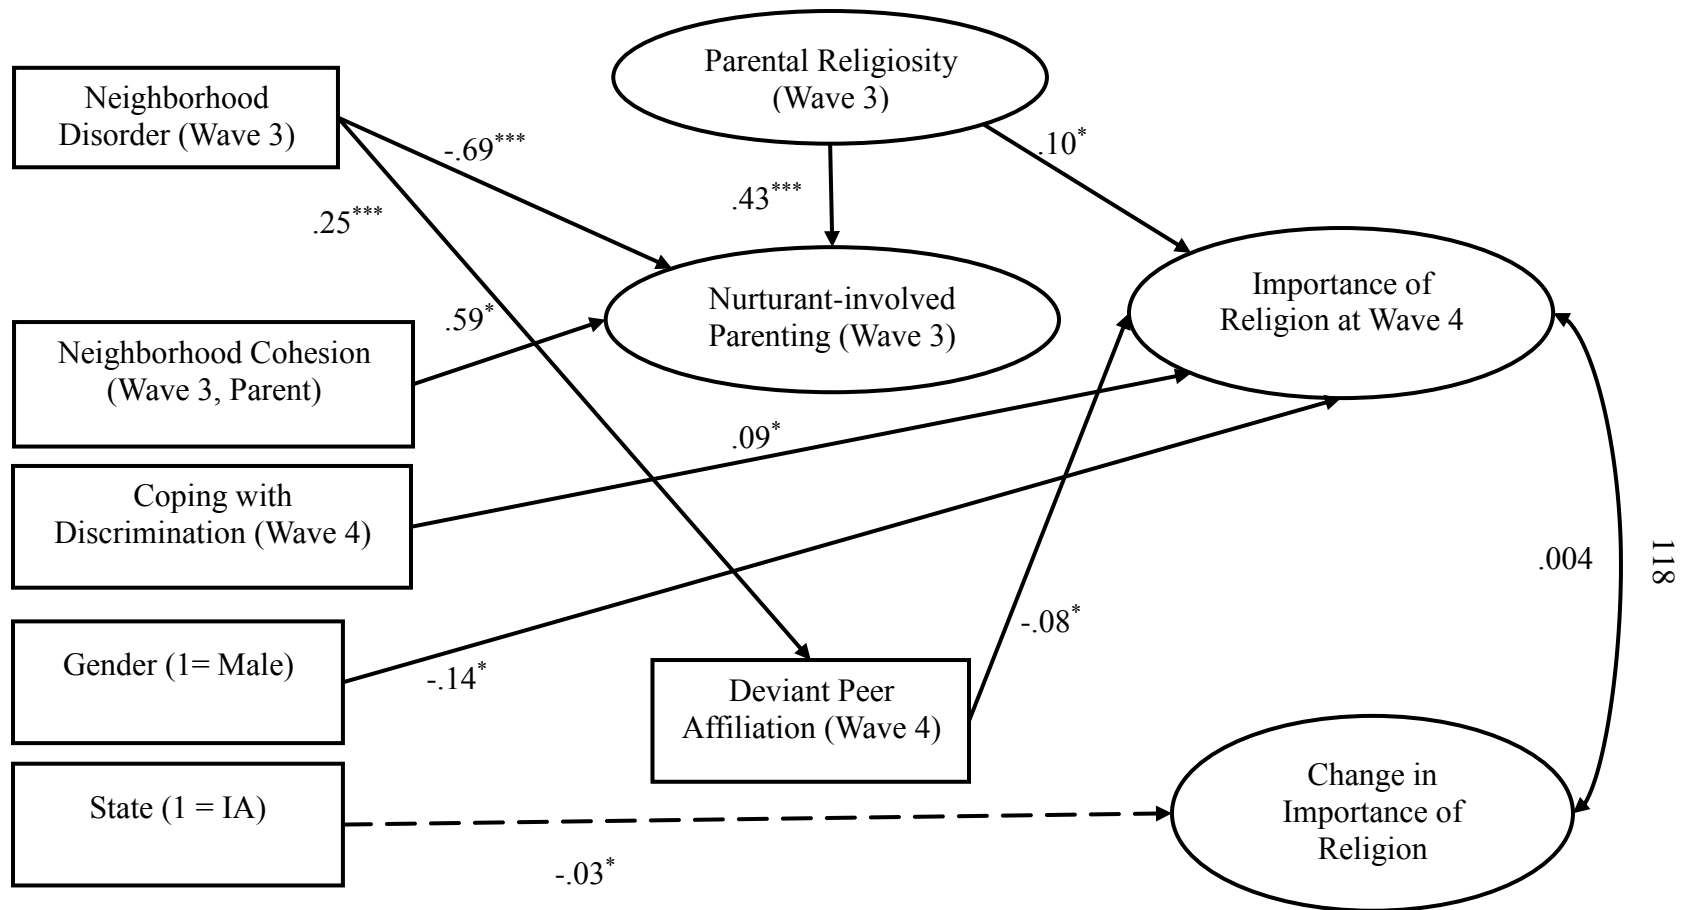 Parental Religiosity
(Wave 3)
Neighborhood
Disorder (Wave 3)
-.69***
.10*
.43***
.25***
Nurturant-involved
Parenting (Wave 3)
Importance of
Religion at Wave 4
.59*
Neighborhood Cohesion
(Wave 3, Parent)
.09*
Coping with
Discrimination (Wave 4)
.004
118
-.08*
Gender (1= Male)
-.14*
Deviant Peer
Affiliation (Wave 4)
State (1 = IA)
Change in
Importance of
Religion
-.03*